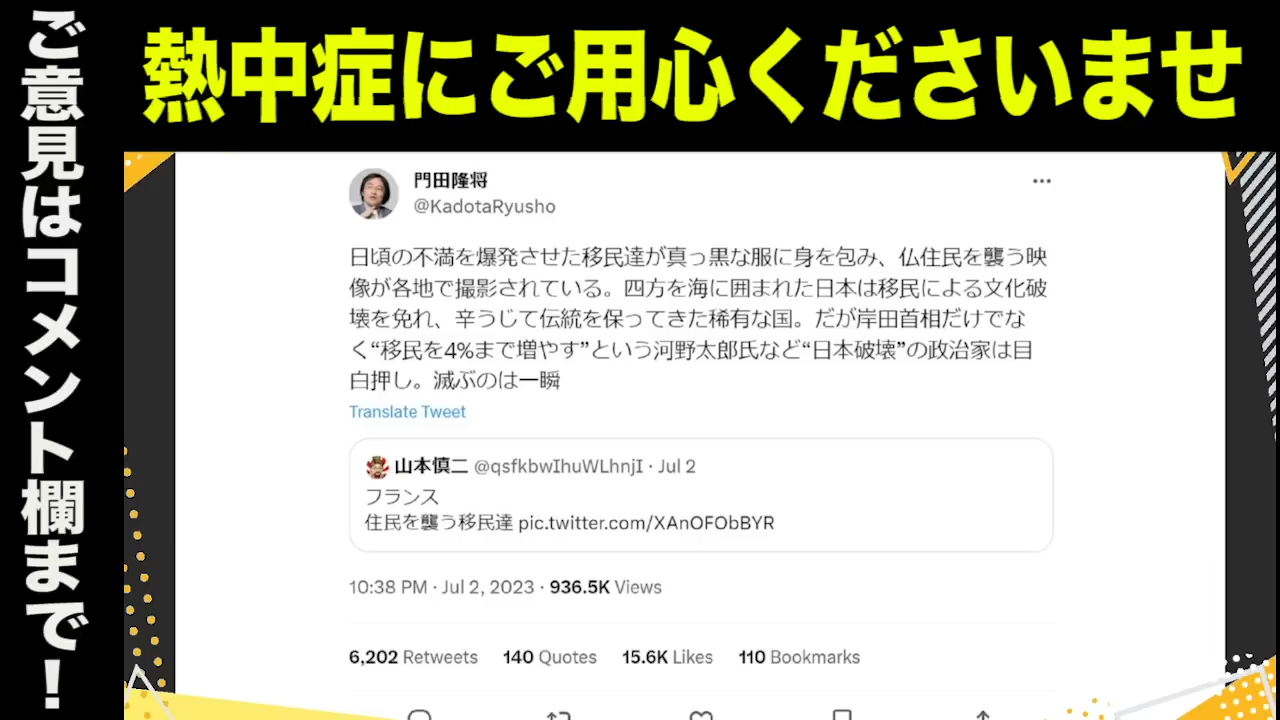 熱中症にご用心くださいませ
ご意見はコメント欄まで！
門田隆将
@KadotaRyusho
日頃の不満を爆発させた移民達が真っ黒な服に身を包み、仏住民を襲う映
像が各地で撮影されている。四方を海に囲まれた日本は移民による文化破
壊を免れ、辛うじて伝統を保ってきた稀有な国。だが岸田首相だけでな
く“移民を4%まで増やす”という河野太郎氏など“日本破壊”の政治家は目
白押し。滅ぶのは一瞬
Translate Tweet
山本慎二 @qsfkbwIhuWLhnjI · Jul 2
フランス
住民を襲う移民達 pic.twitter.com/XAnOFObBYR
10:38 PM · Jul 2, 2023 · 936.5K Views
6,202 Retweets 140 Quotes 15.6K Likes 110 Bookmarks